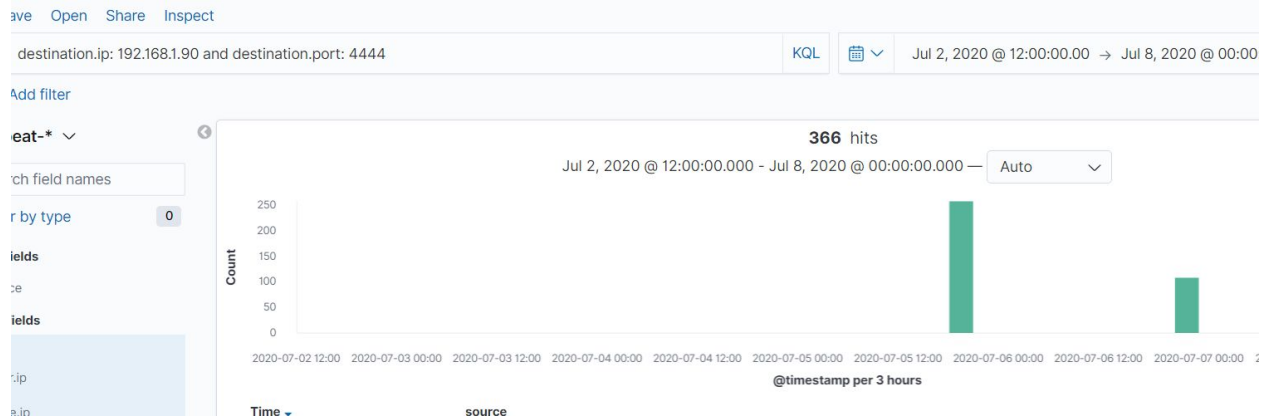 ave Open Share Inspect
destination.ip: 192.168.1.90 and destination.port: 4444 KQL Jul 2, 2020 @ 12:00:00.00 → Jul 8, 2020 @ 00:00
Add filter
eat-*
366 hits
rch field names
Jul 2, 2020 @ 12:00:00.000 - Jul 8, 2020 @ 00:00:00.000 — Auto
r by type 0
ields
ce
ields
r.ip
e.ip
250
200
150
100
50
0
Count
2020-07-02 12:00 2020-07-03 00:00 2020-07-03 12:00 2020-07-04 00:00 2020-07-04 12:00 2020-07-05 00:00 2020-07-05 12:00 2020-07-06 00:00 2020-07-06 12:00 2020-07-07 00:00 2
@timestamp per 3 hours
Time source